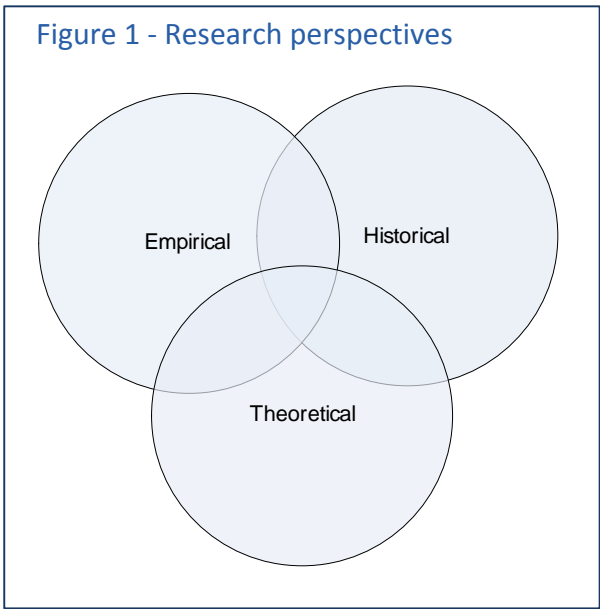 Figure 1 - Research perspectives
Empirical
Historical
Theoretical